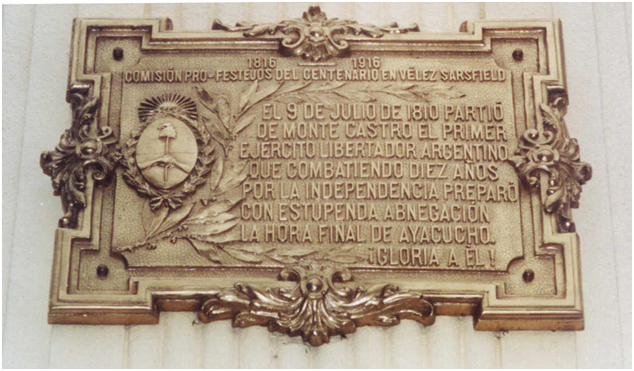 1816 1916
COMISIÓN PRO-FESTEJOS DEL CENTENARIO EN VÉLEZ SARSFIELD
EL 9 DE JULIO DE 1810 PARTIÓ
DE MONTE CASTRO EL PRIMER
EJÉRCITO LIBERTADOR ARGENTINO
QUE COMBATIENDO DIEZ AÑOS
POR LA INDEPENDENCIA PREPARÓ
CON ESTUPENDA ABNEGACIÓN
LA HORA FINAL DE AYACUCHO.
¡GLORIA A ÉL!